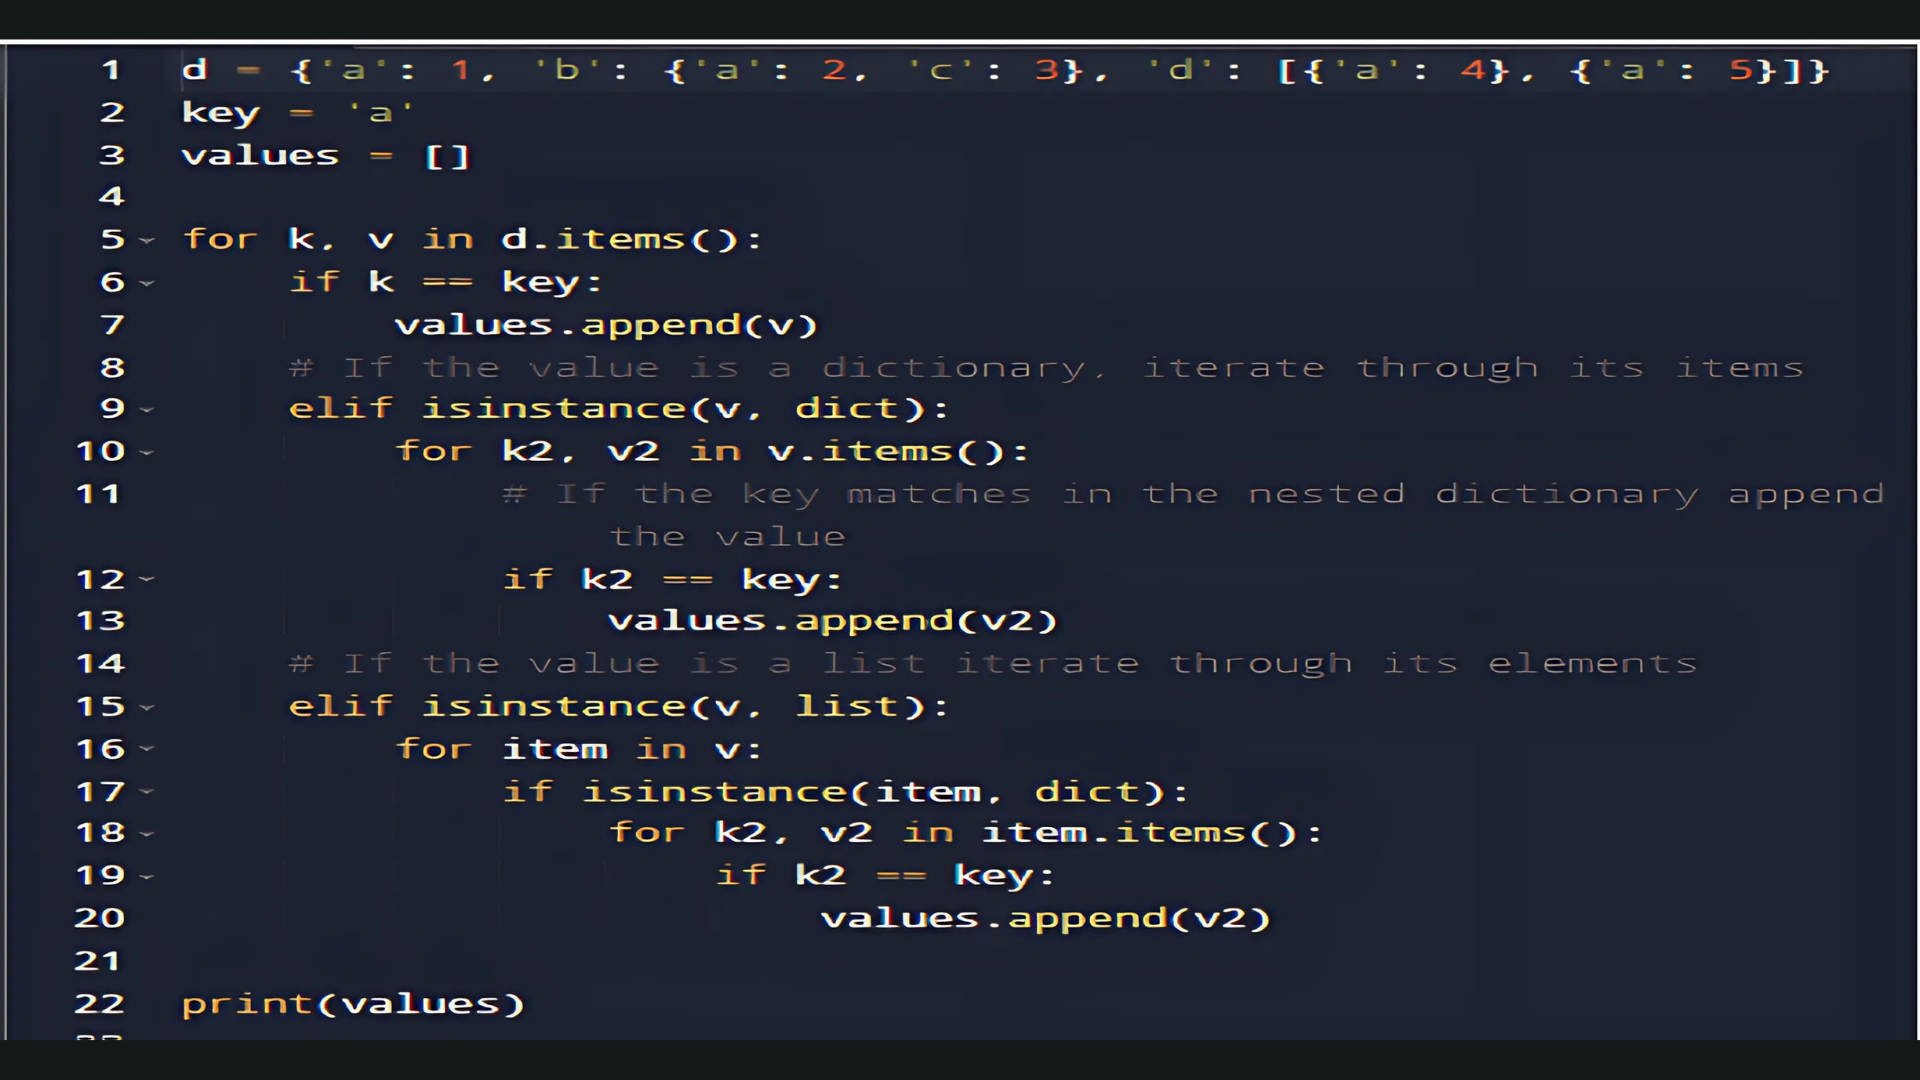 1 d = {'a': 1, 'b': {'a': 2, 'c': 3}, 'd': [{'a': 4}, {'a': 5}]}
2 key = 'a'
3 values = []
4
5 for k, v in d.items():
6     if k == key:
7         values.append(v)
8     # If the value is a dictionary, iterate through its items
9     elif isinstance(v, dict):
10         for k2, v2 in v.items():
11             # If the key matches in the nested dictionary append
                the value
12             if k2 == key:
13                 values.append(v2)
14     # If the value is a list iterate through its elements
15     elif isinstance(v, list):
16         for item in v:
17             if isinstance(item, dict):
18                 for k2, v2 in item.items():
19                     if k2 == key:
20                         values.append(v2)
21
22 print(values)